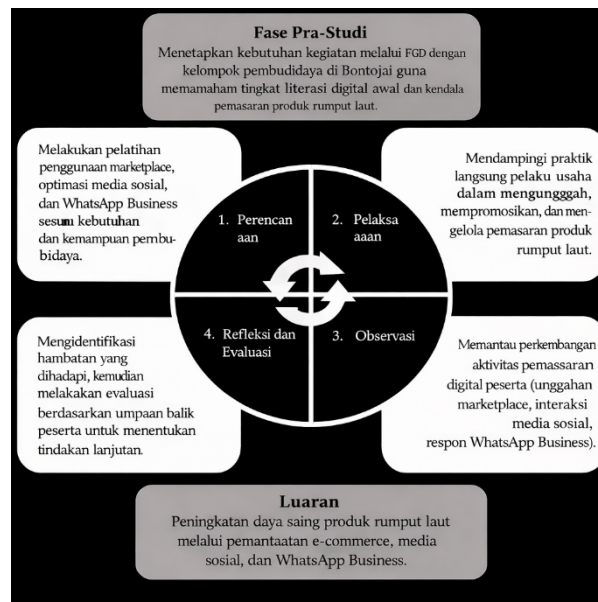 Fase Pra-Studi
Menetapkan kebutuhan kegiatan melalui FGD dengan
kelompok pembudidaya di Bontojai guna
memamaham tingkat literasi digital awal dan kendala
pemasaran produk rumput laut.
Melakukan pelatihan
penggunaan marketplace,
optimasi media sosial,
dan WhatsApp Business
sesuai kebutuhan
dan kemampuan pembu-
bidaya.
Mendampingi praktik
langsung pelaku usaha
dalam mengungggah,
mempromosikan, dan men-
gelola pemasaran produk
rumput laut.
1. Perencan
aan
2. Pelaksa
aaan
4. Refleksi dan
Evaluasi
3. Observasi
Mengidentifikasi
hambatan yang
dihadapi, kemudian
melakakan evaluasi
berdasarkan umpaan balik
peserta untuk menentukan
tindakan lanjutan.
Memantau perkembangan
aktivitas pemassaran
digital peserta (unggahan
marketplace, interaksi
media sosial,
respon WhatsApp Business).
Luaran
Peningkatan daya saing produk rumput laut
melalui pemantaatan e-commerce, media
sosial, dan WhatsApp Business.